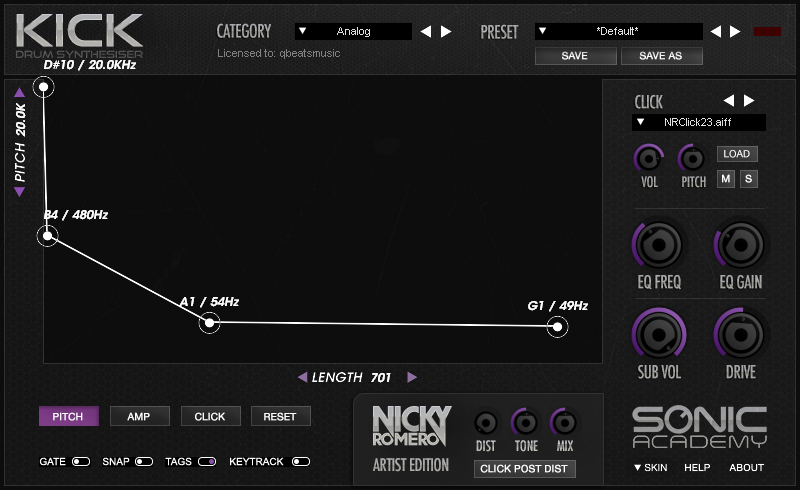 KICK
DRUM SYNTHESISER
CATEGORY
Analog
Licensed to: qbeatsmusic
PRESET
*Default*
SAVE
SAVE AS
D#10 / 20.0KHz
PITCH 20.0K
B4 / 480Hz
A1 / 54Hz
G1 / 49Hz
LENGTH 701
CLICK
NRClick23.aiff
VOL
PITCH
LOAD
M
S
EQ FREQ
EQ GAIN
SUB VOL
DRIVE
PITCH
AMP
CLICK
RESET
GATE
SNAP
TAGS
KEYTRACK
NICKY
ROMERO
ARTIST EDITION
DIST
TONE
MIX
CLICK POST DIST
SONIC
ACADEMY
SKIN
HELP
ABOUT